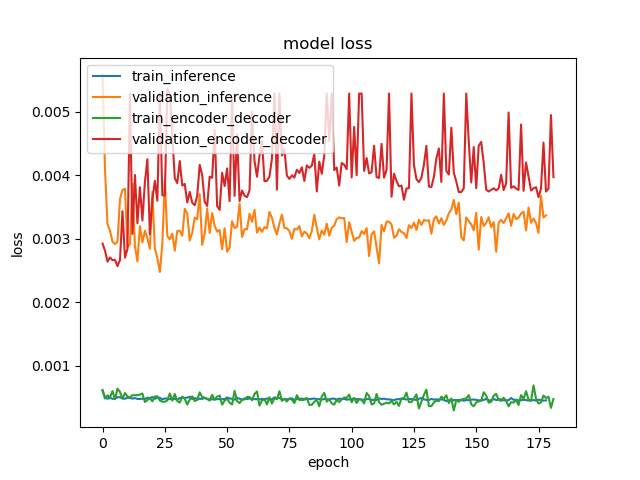 model loss
train_inference
validation_inference
train_encoder_decoder
validation_encoder_decoder
0.005
0.004
0.003
0.002
0.001
loss
0 25 50 75 100 125 150 175
epoch